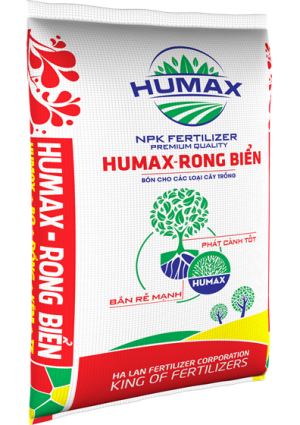 HUMAX
NPK FERTILIZER
PREMIUM QUALITY
HUMAX-RONG BIỂN
BÓN CHO CÁC LOẠI CÂY TRỒNG
PHÁT CÀNH TỐT
HUMAX
BẮN RỄ MẠNH
HA LAN FERTILIZER CORPORATION
KING OF FERTILIZERS
HUMAX - RONG BIỂN